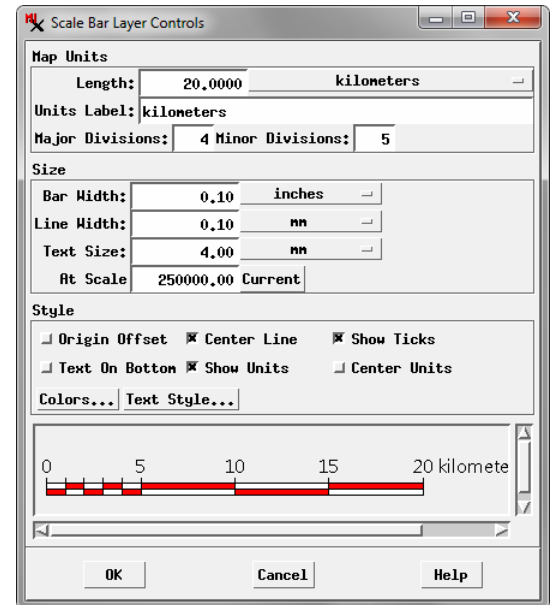 Scale Bar Layer Controls
Map Units
Length: 20.0000 kilometers
Units Label: kilometers
Major Divisions: 4 Minor Divisions: 5
Size
Bar Width: 0.10 inches
Line Width: 0.10 mm
Text Size: 4.00 mm
At Scale 250000.00 Current
Style
Origin Offset Center Line Show Ticks
Text On Bottom Show Units Center Units
Colors... Text Style...
0 5 10 15 20 kilomete
OK Cancel Help